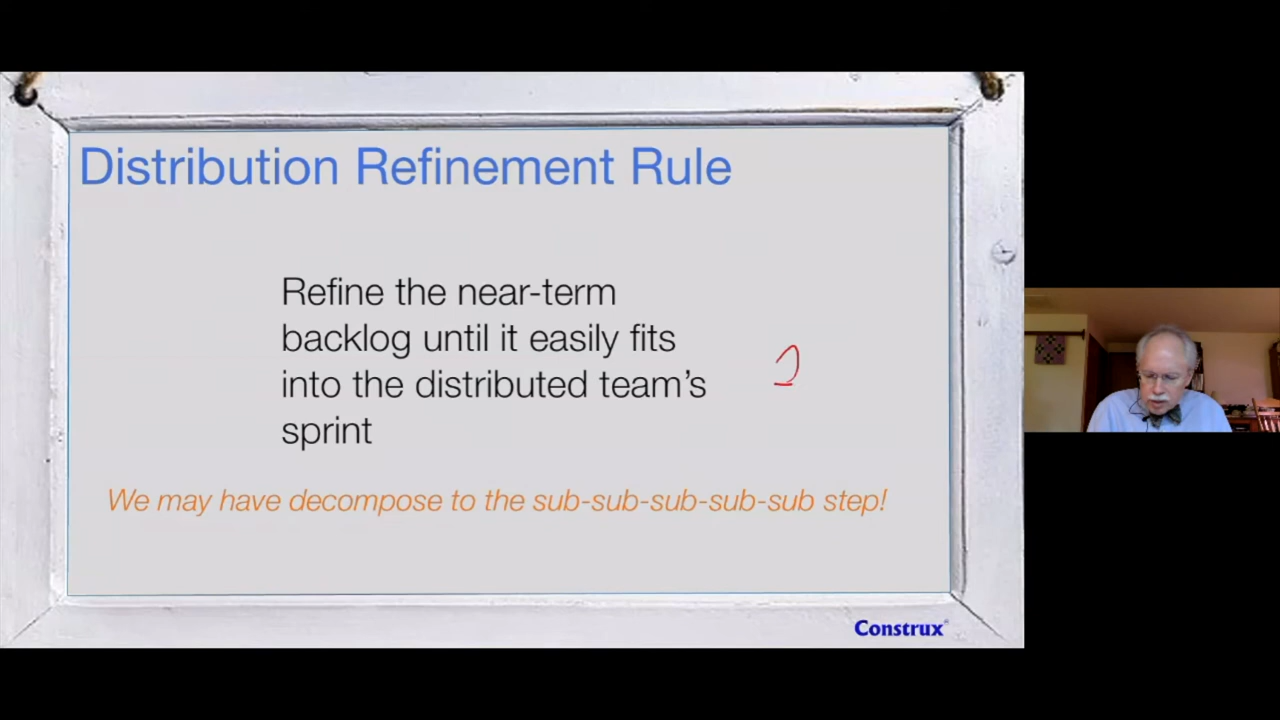 Distribution Refinement Rule
Refine the near-term
backlog until it easily fits
into the distributed team's
sprint
2
We may have decompose to the sub-sub-sub-sub-sub step!
Construx